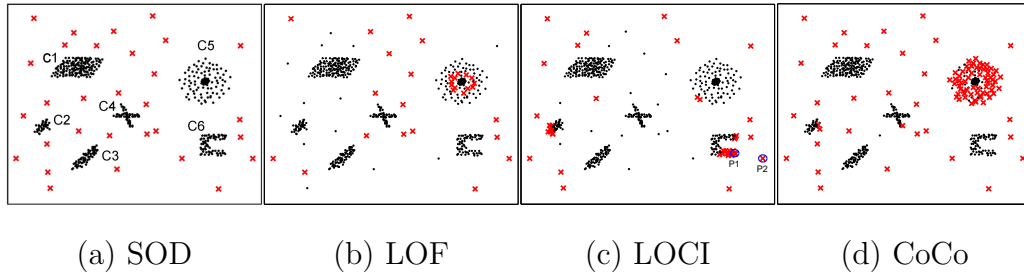 C1
C5
C4
C2
C6
C3
P1
P2
(a) SOD
(b) LOF
(c) LOCI
(d) CoCo